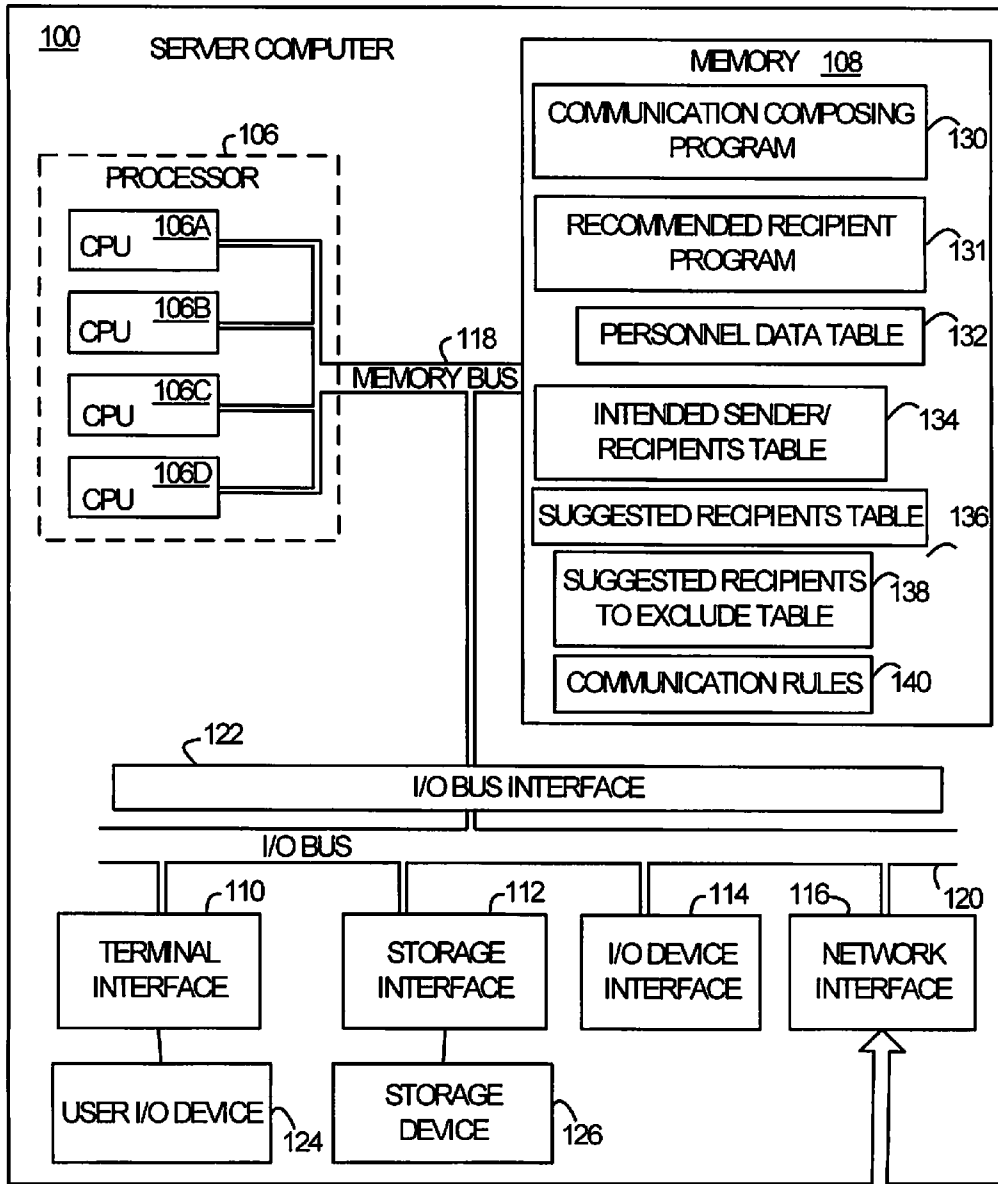 100
SERVER COMPUTER
MEMORY 108
COMMUNICATION COMPOSING
PROGRAM
130
RECOMMENDED RECIPIENT
PROGRAM
131
PERSONNEL DATA TABLE
132
INTENDED SENDER/
RECIPIENTS TABLE
134
SUGGESTED RECIPIENTS TABLE
136
SUGGESTED RECIPIENTS
TO EXCLUDE TABLE
138
COMMUNICATION RULES
140
106
PROCESSOR
CPU 106A
CPU 106B
CPU 106C
CPU 106D
118
MEMORY BUS
122
I/O BUS INTERFACE
I/O BUS
120
110
TERMINAL
INTERFACE
112
STORAGE
INTERFACE
114
I/O DEVICE
INTERFACE
116
NETWORK
INTERFACE
USER I/O DEVICE
124
STORAGE
DEVICE
126